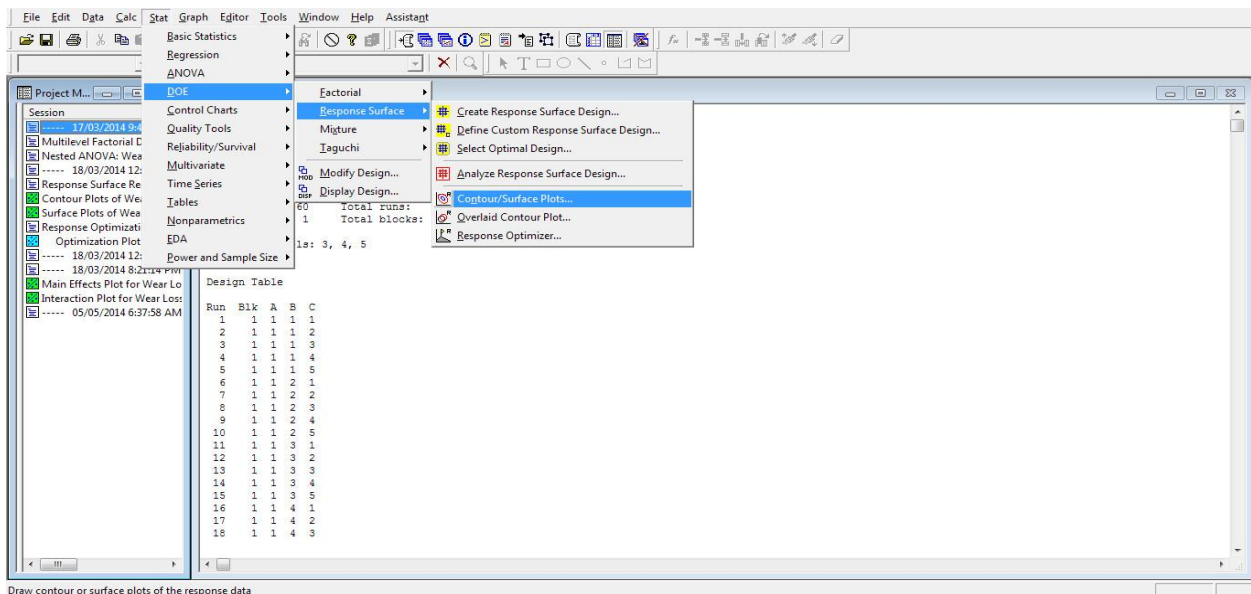 File Edit Data Calc Stat Graph Editor Tools Window Help Assistant
Basic Statistics
Regression
ANOVA
DOE
Control Charts
Quality Tools
Reliability/Survival
Multivariate
Time Series
Tables
Nonparametrics
EDA
Power and Sample Size
Factorial
Response Surface
Mixture
Taguchi
Modify Design...
Display Design...
Create Response Surface Design...
Define Custom Response Surface Design...
Select Optimal Design...
Analyze Response Surface Design...
Contour/Surface Plots...
Overlaid Contour Plot...
Response Optimizer...
Project M...
Session
----- 17/03/2014 9:4
Multilevel Factorial D
Nested ANOVA: Wea
----- 18/03/2014 12:
Response Surface Re
Contour Plots of Wea
Surface Plots of Wea
Response Optimizati
Optimization Plot
----- 18/03/2014 12:
----- 18/03/2014 8:21:14 PM
Main Effects Plot for Wear Lo
Interaction Plot for Wear Loss
----- 05/05/2014 6:37:58 AM
60 Total runs:
1 Total blocks:
ls: 3, 4, 5
Design Table
Run Blk A B C
1 1 1 1 1
2 1 1 1 2
3 1 1 1 3
4 1 1 1 4
5 1 1 1 5
6 1 1 2 1
7 1 1 2 2
8 1 1 2 3
9 1 1 2 4
10 1 1 2 5
11 1 1 3 1
12 1 1 3 2
13 1 1 3 3
14 1 1 3 4
15 1 1 3 5
16 1 1 4 1
17 1 1 4 2
18 1 1 4 3
Draw contour or surface plots of the response data